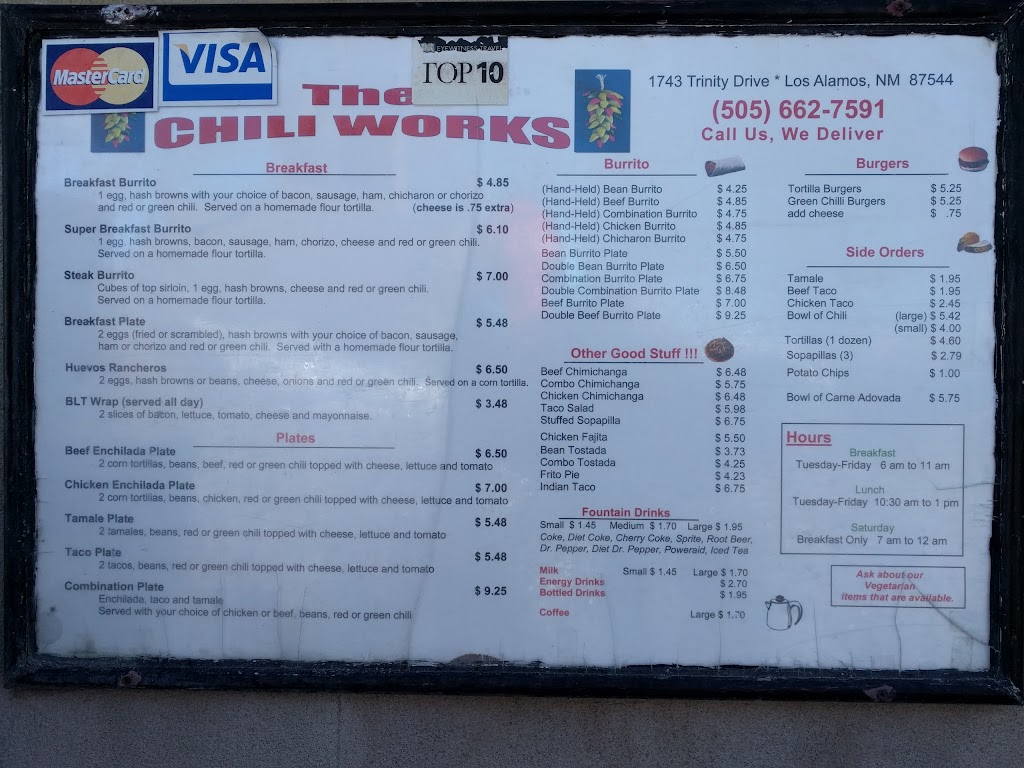 MasterCard
VISA
EYEWITNESS TRAVEL
TOP 10
The
CHILI WORKS
1743 Trinity Drive * Los Alamos, NM 87544
(505) 662-7591
Call Us, We Deliver
Breakfast
Breakfast Burrito $ 4.85
1 egg, hash browns with your choice of bacon, sausage, ham, chicharon or chorizo
and red or green chili. Served on a homemade flour tortilla. (cheese is .75 extra)
Super Breakfast Burrito $ 6.10
1 egg, hash browns, bacon, sausage, ham, chorizo, cheese and red or green chili.
Served on a homemade flour tortilla.
Steak Burrito $ 7.00
Cubes of top sirloin, 1 egg, hash browns, cheese and red or green chili.
Served on a homemade flour tortilla.
Breakfast Plate $ 5.48
2 eggs (fried or scrambled), hash browns with your choice of bacon, sausage,
ham or chorizo and red or green chili. Served with a homemade flour tortilla.
Huevos Rancheros $ 6.50
2 eggs, hash browns or beans, cheese, onions and red or green chili. Served on a corn tortilla.
BLT Wrap (served all day) $ 3.48
2 slices of bacon, lettuce, tomato, cheese and mayonnaise.
Plates
Beef Enchilada Plate $ 6.50
2 corn tortillas, beans, beef, red or green chili topped with cheese, lettuce and tomato
Chicken Enchilada Plate $ 7.00
2 corn tortillas, beans, chicken, red or green chili topped with cheese, lettuce and tomato
Tamale Plate $ 5.48
2 tamales, beans, red or green chili topped with cheese, lettuce and tomato
Taco Plate $ 5.48
2 tacos, beans, red or green chili topped with cheese, lettuce and tomato
Combination Plate $ 9.25
Enchilada, taco and tamale
Served with your choice of chicken or beef, beans, red or green chili
Burrito
(Hand-Held) Bean Burrito $ 4.25
(Hand-Held) Beef Burrito $ 4.85
(Hand-Held) Combination Burrito $ 4.75
(Hand-Held) Chicken Burrito $ 4.85
(Hand-Held) Chicharon Burrito $ 4.75
Bean Burrito Plate $ 5.50
Double Bean Burrito Plate $ 6.50
Combination Burrito Plate $ 6.75
Double Combination Burrito Plate $ 8.48
Beef Burrito Plate $ 7.00
Double Beef Burrito Plate $ 9.25
Other Good Stuff !!!
Beef Chimichanga $ 6.48
Combo Chimichanga $ 5.75
Chicken Chimichanga $ 6.48
Taco Salad $ 5.98
Stuffed Sopapilla $ 6.75
Chicken Fajita $ 5.50
Bean Tostada $ 3.73
Combo Tostada $ 4.25
Frito Pie $ 4.23
Indian Taco $ 6.75
Fountain Drinks
Small $ 1.45 Medium $ 1.70 Large $ 1.95
Coke, Diet Coke, Cherry Coke, Sprite, Root Beer,
Dr. Pepper, Diet Dr. Pepper, Poweraid, Iced Tea
Milk Small $ 1.45 Large $ 1.70
Energy Drinks $ 2.70
Bottled Drinks $ 1.95
Coffee Large $
Burgers
Tortilla Burgers $ 5.25
Green Chilli Burgers $ 5.25
add cheese $ .75
Side Orders
Tamale $ 1.95
Beef Taco $ 1.95
Chicken Taco $ 2.45
Bowl of Chili (large) $ 5.42
(small) $ 4.00
Tortillas (1 dozen) $ 4.60
Sopapillas (3) $ 2.79
Potato Chips $ 1.00
Bowl of Carne Adovada $ 5.75
Hours
Breakfast
Tuesday-Friday 6 am to 11 am
Lunch
Tuesday-Friday 10:30 am to 1 pm
Saturday
Breakfast Only 7 am to 12 am
Ask about our
Vegetarian
items that are available.